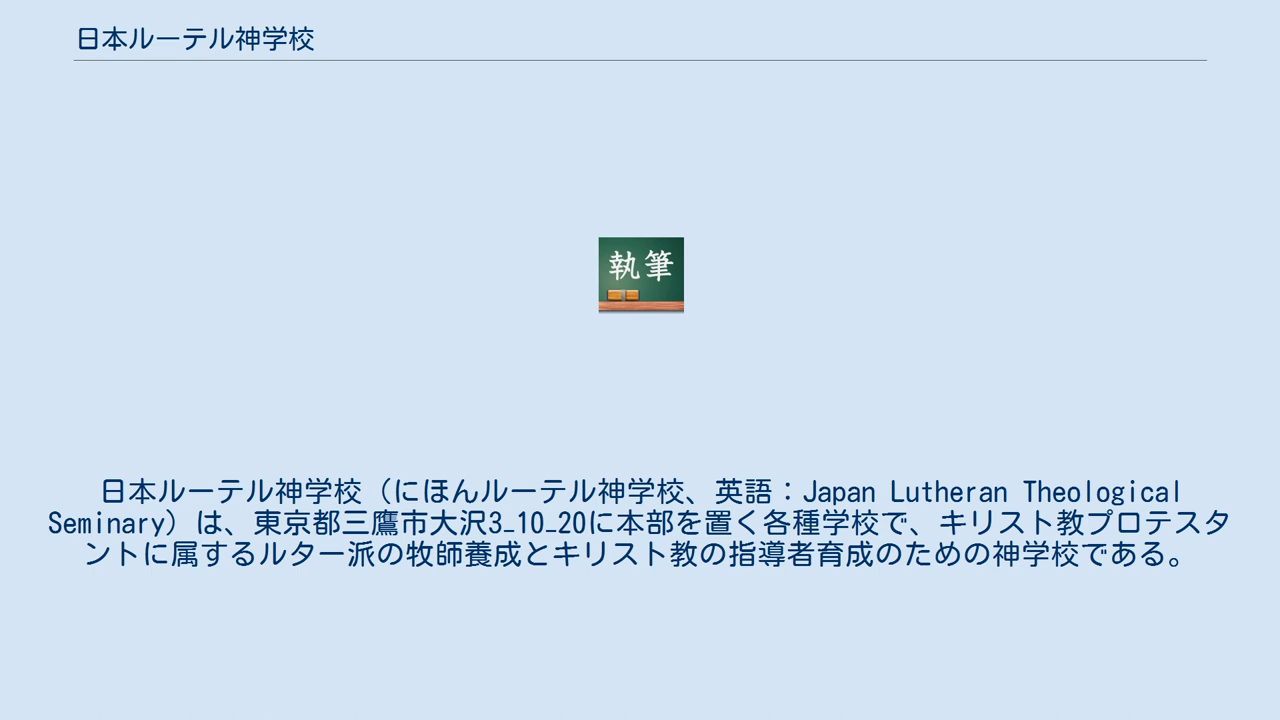 日本ルーテル神学校
執筆
日本ルーテル神学校（にほんルーテル神学校、英語：Japan Lutheran Theological
Seminary）は、東京都三鷹市大沢3_10_20に本部を置く各種学校で、キリスト教プロテスタ
ントに属するルター派の牧師養成とキリスト教の指導者育成のための神学校である。